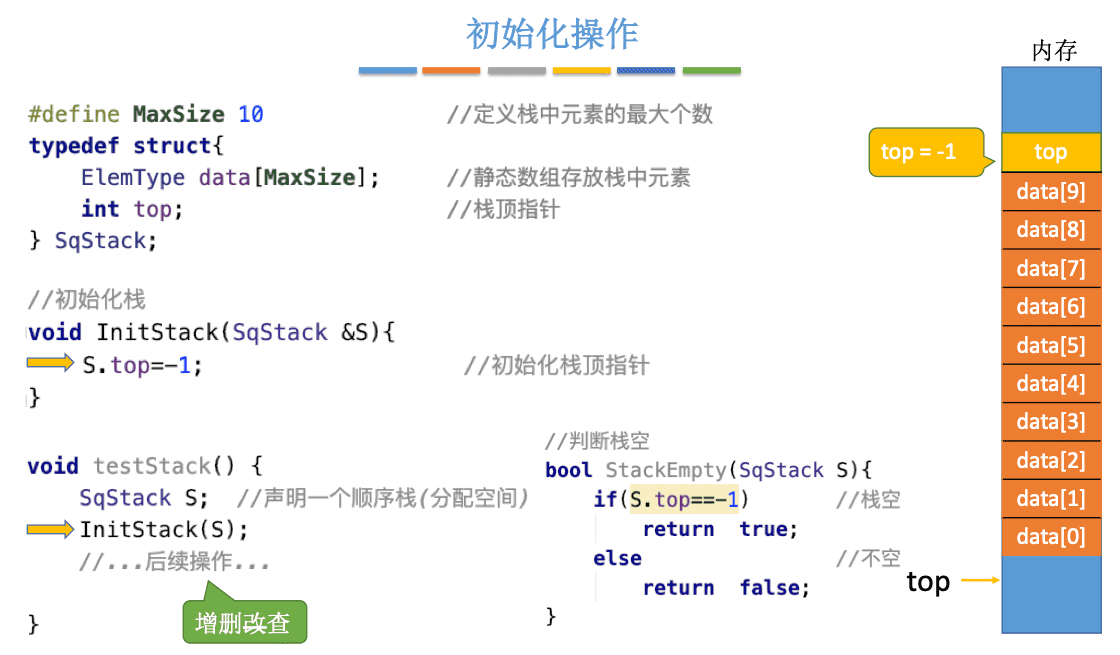 初始化操作
#define MaxSize 10 //定义栈中元素的最大个数
typedef struct{
ElemType data[MaxSize]; //静态数组存放栈中元素
int top; //栈顶指针
} SqStack;
//初始化栈
void InitStack(SqStack &S){
S.top=-1; //初始化栈顶指针
}
void testStack() {
SqStack S; //声明一个顺序栈(分配空间)
InitStack(S);
//...后续操作...
}
增删改查
//判断栈空
bool StackEmpty(SqStack S){
if(S.top==-1) //栈空
return true;
else //不空
return false;
}
内存
top = -1
top
data[9]
data[8]
data[7]
data[6]
data[5]
data[4]
data[3]
data[2]
data[1]
data[0]
top